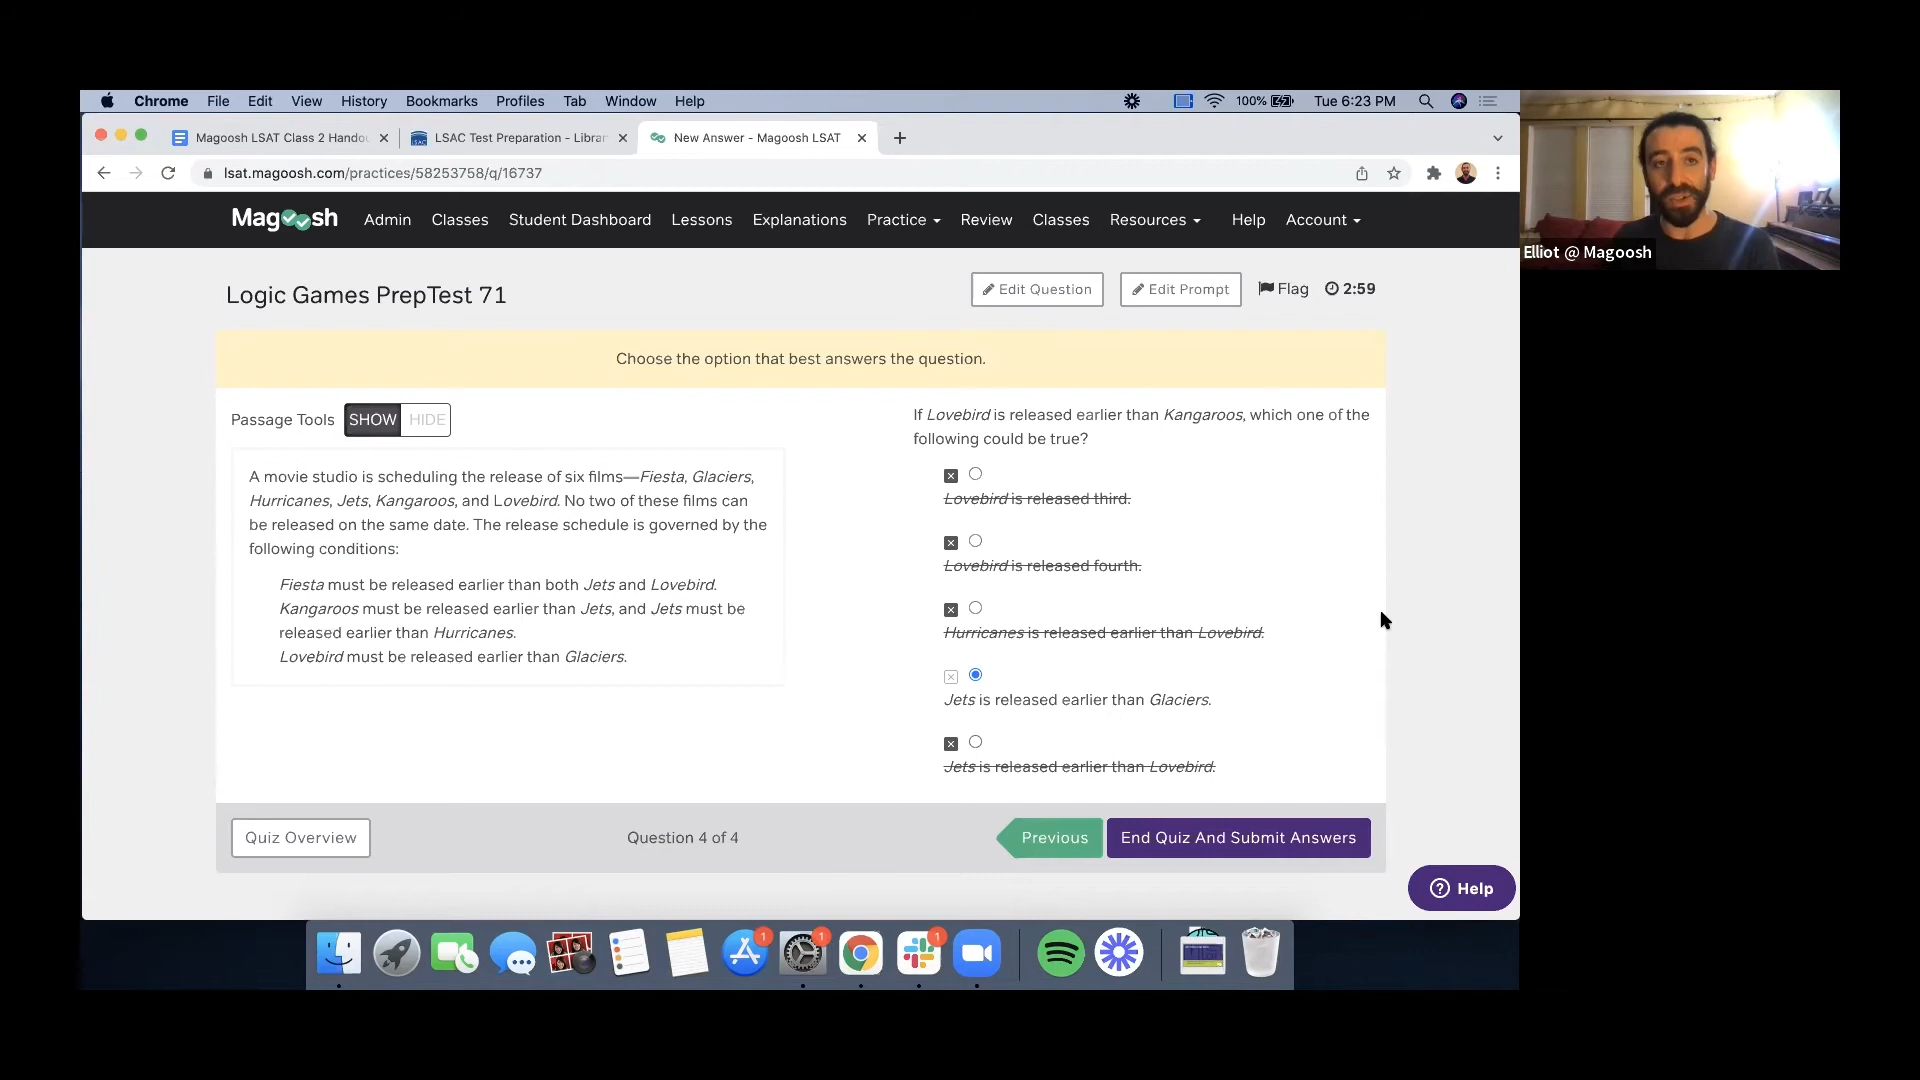 Chrome File Edit View History Bookmarks Profiles Tab Window Help 100% Tue 6:23 PM
Magoosh LSAT Class 2 Handou LSAC Test Preparation - Librar New Answer - Magoosh LSAT
lsat.magoosh.com/practices/58253758/q/16737
Magoosh Admin Classes Student Dashboard Lessons Explanations Practice Review Classes Resources Help Account
Elliot @ Magoosh
Logic Games PrepTest 71
Edit Question Edit Prompt Flag 2:59
Choose the option that best answers the question.
Passage Tools SHOW HIDE
A movie studio is scheduling the release of six films—Fiesta, Glaciers,
Hurricanes, Jets, Kangaroos, and Lovebird. No two of these films can
be released on the same date. The release schedule is governed by the
following conditions:
Fiesta must be released earlier than both Jets and Lovebird.
Kangaroos must be released earlier than Jets, and Jets must be
released earlier than Hurricanes.
Lovebird must be released earlier than Glaciers.
If Lovebird is released earlier than Kangaroos, which one of the
following could be true?
Lovebird is released third.
Lovebird is released fourth.
Hurricanes is released earlier than Lovebird.
Jets is released earlier than Glaciers.
Jets is released earlier than Lovebird.
Quiz Overview Question 4 of 4 Previous End Quiz And Submit Answers
Help
1 1 1